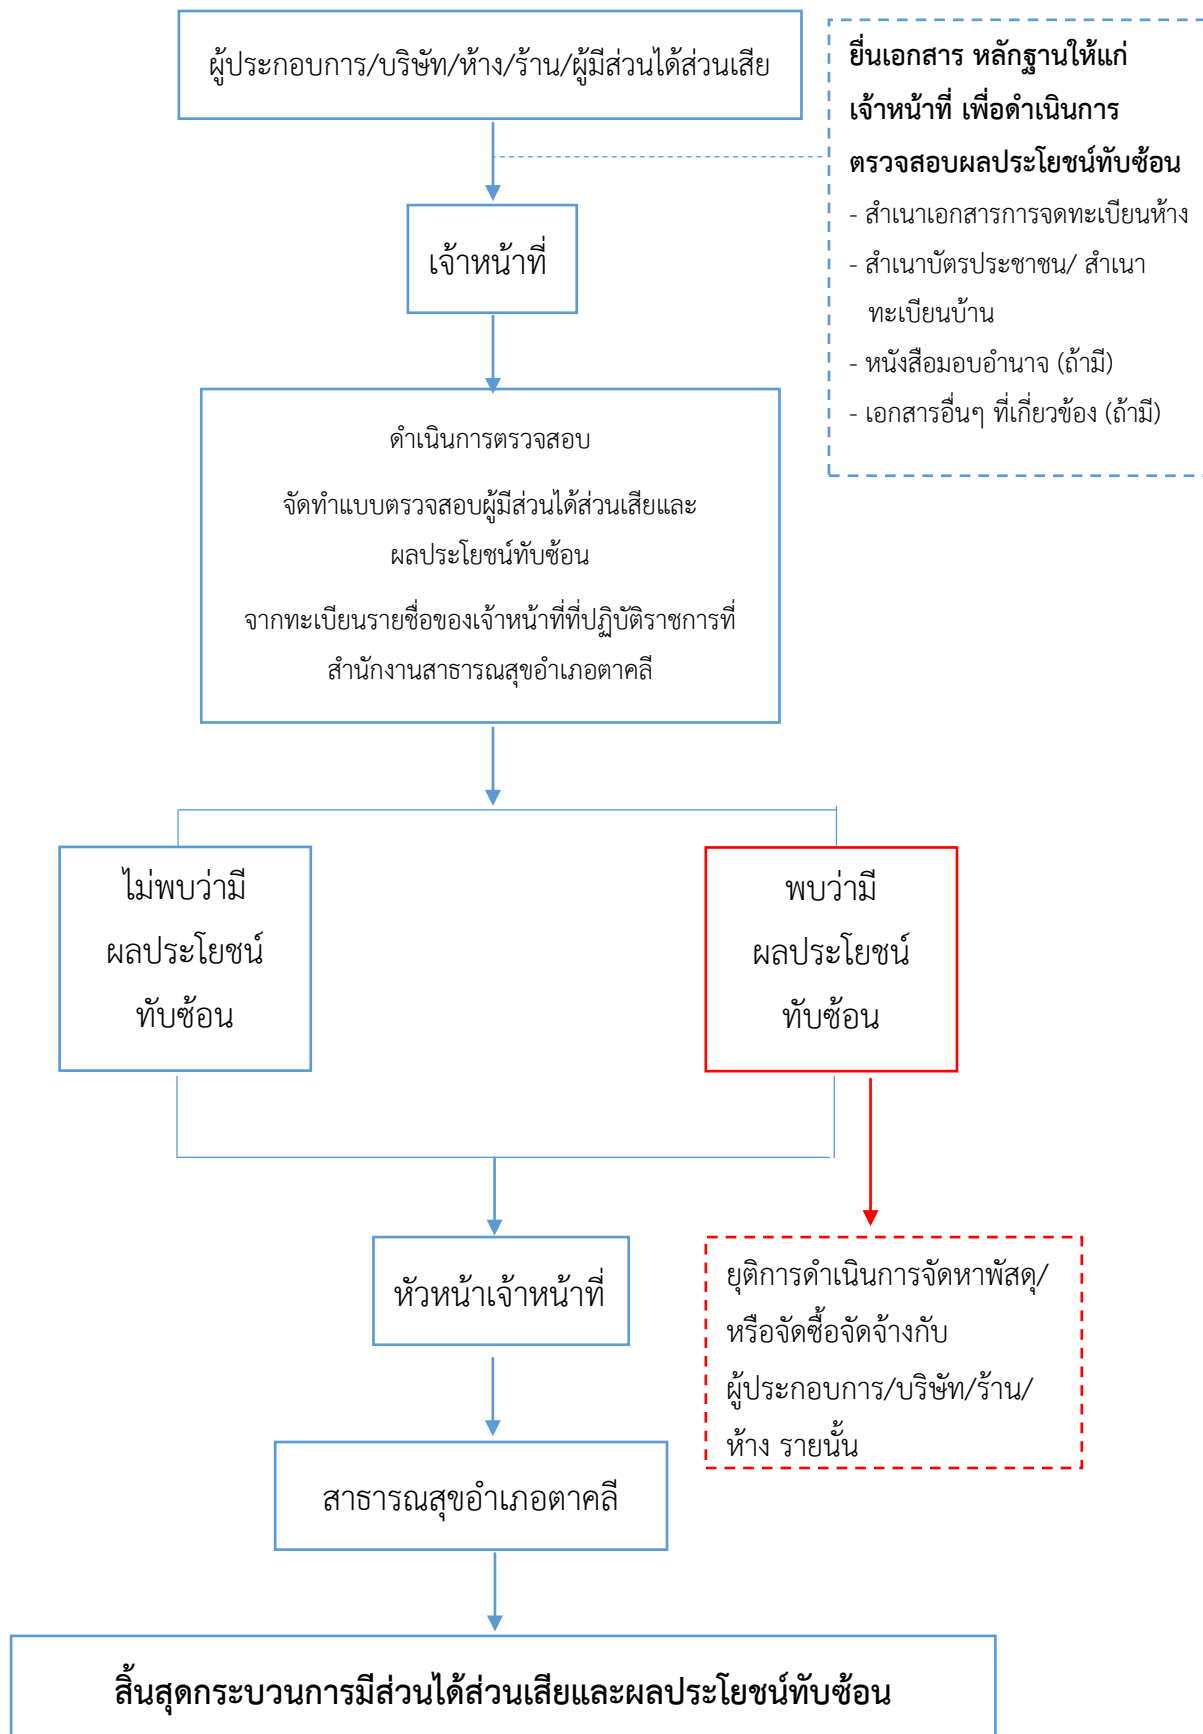 ผู้ประกอบการ/บริษัท/ห้าง/ร้าน/ผู้มีส่วนได้ส่วนเสีย
ยื่นเอกสาร หลักฐานให้แก่
เจ้าหน้าที่ เพื่อดำเนินการ
ตรวจสอบผลประโยชน์ทับซ้อน
- สำเนาเอกสารการจดทะเบียนห้าง
- สำเนาบัตรประชาชน/ สำเนา
ทะเบียนบ้าน
- หนังสือมอบอำนาจ (ถ้ามี)
- เอกสารอื่นๆ ที่เกี่ยวข้อง (ถ้ามี)
เจ้าหน้าที่
ดำเนินการตรวจสอบ
จัดทำแบบตรวจสอบผู้มีส่วนได้ส่วนเสียและ
ผลประโยชน์ทับซ้อน
จากทะเบียนรายชื่อของเจ้าหน้าที่ที่ปฏิบัติราชการที่
สำนักงานสาธารณสุขอำเภอตาคลี
ไม่พบว่ามี
ผลประโยชน์
ทับซ้อน
พบว่ามี
ผลประโยชน์
ทับซ้อน
หัวหน้าเจ้าหน้าที่
ยุติการดำเนินการจัดหาพัสดุ/
หรือจัดซื้อจัดจ้างกับ
ผู้ประกอบการ/บริษัท/ร้าน/
ห้าง รายนั้น
สาธารณสุขอำเภอตาคลี
สิ้นสุดกระบวนการมีส่วนได้ส่วนเสียและผลประโยชน์ทับซ้อน